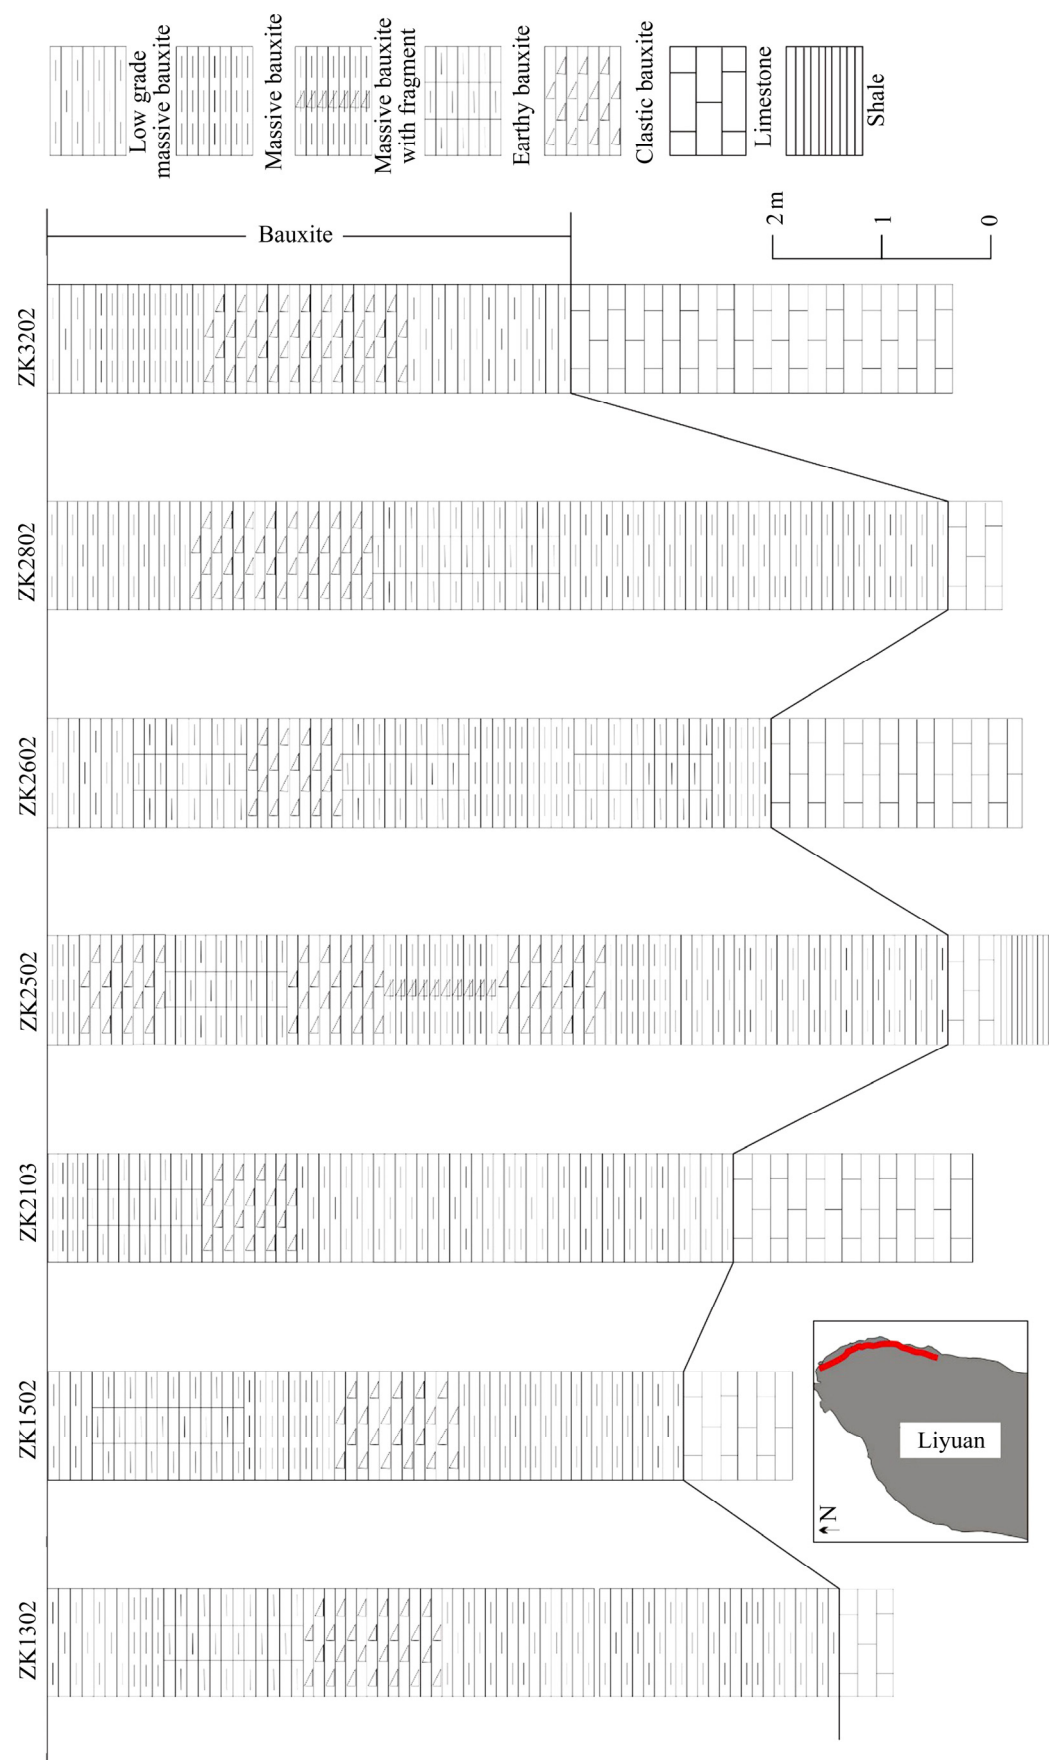 Low grade
massive bauxite
Massive bauxite
Massive bauxite
with fragment
Earthy bauxite
Clastic bauxite
Limestone
Shale
Bauxite
2 m
1
0
ZK3202
ZK2802
ZK2602
ZK2502
ZK2103
ZK1502
ZK1302
N
Liyuan